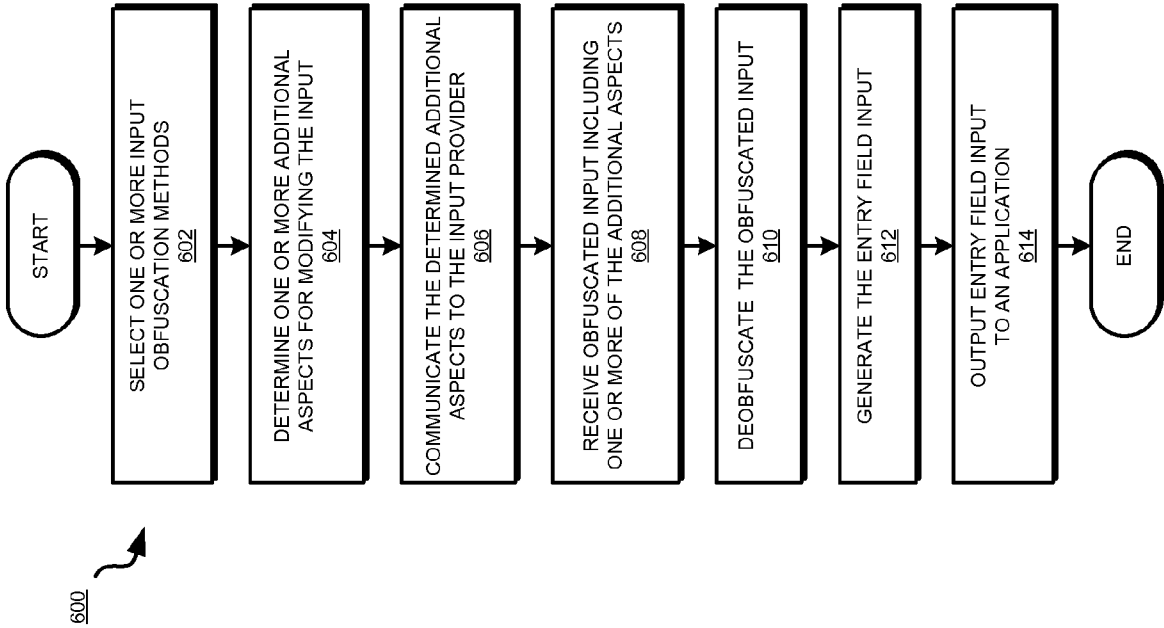 600
START
SELECT ONE OR MORE INPUT
OBFUSCATION METHODS
602
DETERMINE ONE OR MORE ADDITIONAL
ASPECTS FOR MODIFYING THE INPUT
604
COMMUNICATE THE DETERMINED ADDITIONAL
ASPECTS TO THE INPUT PROVIDER
606
RECEIVE OBFUSCATED INPUT INCLUDING
ONE OR MORE OF THE ADDITIONAL ASPECTS
608
DEOBFUSCATE THE OBFUSCATED INPUT
610
GENERATE THE ENTRY FIELD INPUT
612
OUTPUT ENTRY FIELD INPUT
TO AN APPLICATION
614
END